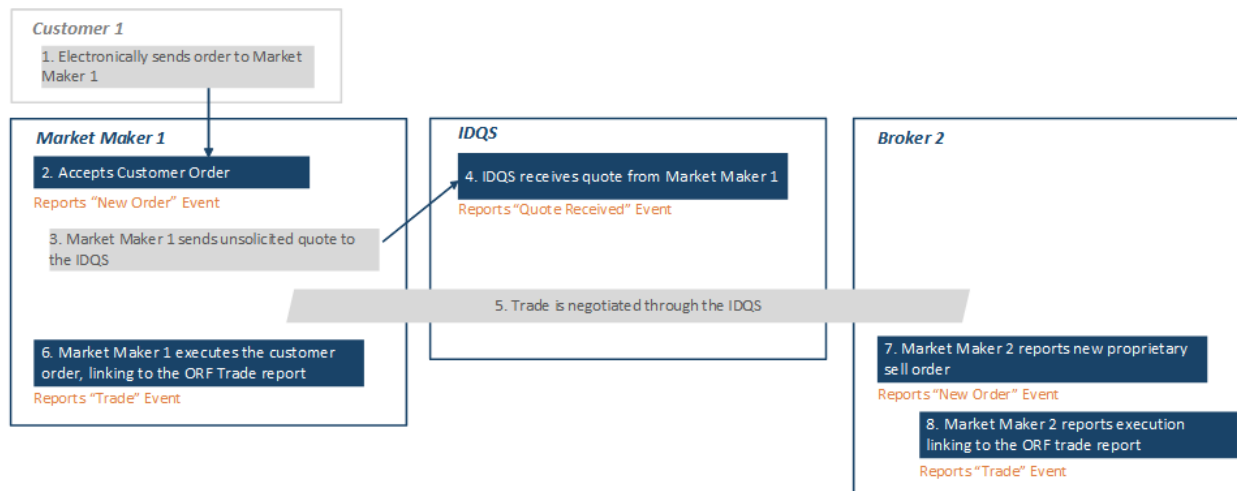 Customer 1
1. Electronically sends order to Market
Maker 1
Market Maker 1
2. Accepts Customer Order
Reports "New Order" Event
3. Market Maker 1 sends unsolicited quote to
the IDQS
IDQS
4. IDQS receives quote from Market Maker 1
Reports "Quote Received" Event
Broker 2
5. Trade is negotiated through the IDQS
6. Market Maker 1 executes the customer
order, linking to the ORF Trade report
Reports "Trade" Event
7. Market Maker 2 reports new proprietary
sell order
Reports "New Order" Event
8. Market Maker 2 reports execution
linking to the ORF trade report
Reports "Trade" Event